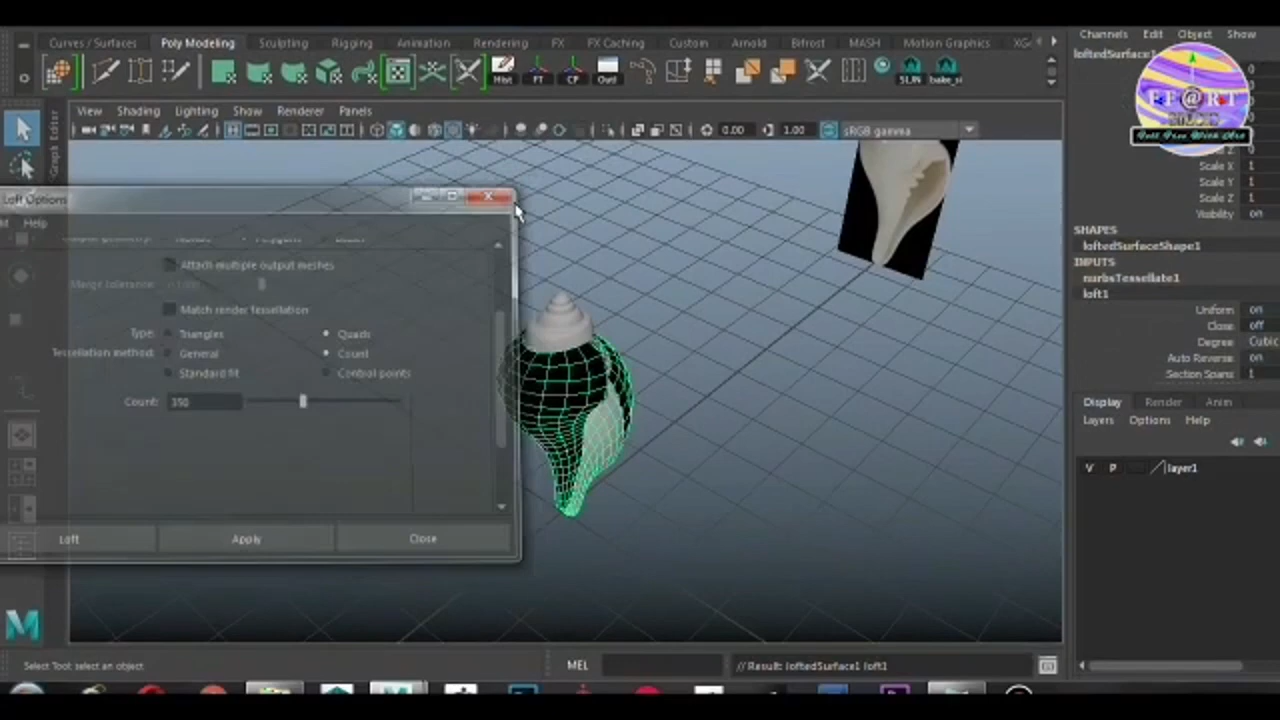 Channels Edit Object Show
Curves / Surfaces Poly Modeling Sculpting Rigging Animation Rendering FX FX Caching Custom Arnold Bifrost MASH Motion Graphics
Hist FT CP
View Shading Lighting Show Renderer Panels
0.00 1.00 sRGB gamma
Graph Editor
Loft Options
Help
Attach multiple output meshes
Merge tolerance:
Match render tessellation
Type: Triangles Quads
Tessellation method: General Count
Standard fit Control points
Count: 350
Loft Apply Close
loftedSurface1
Scale X 1
Scale Y 1
Scale Z 1
Visibility on
SHAPES
loftedSurfaceShape1
INPUTS
nurbsTessellate1
loft1
Uniform on
Close off
Degree Cubic
Auto Reverse on
Section Spans 1
Display Render Anim
Layers Options Help
V P layer1
Select Tool: select an object
MEL // Result: loftedSurface1 loft1